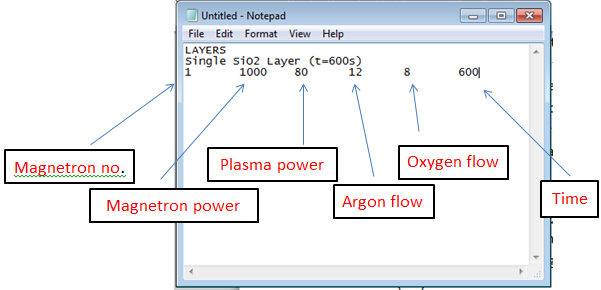 Untitled - Notepad
File Edit Format View Help
LAYERS
Single SiO2 Layer (t=600s)
1 1000 80 12 8 600
Magnetron no.
Plasma power
Oxygen flow
Magnetron power
Argon flow
Time